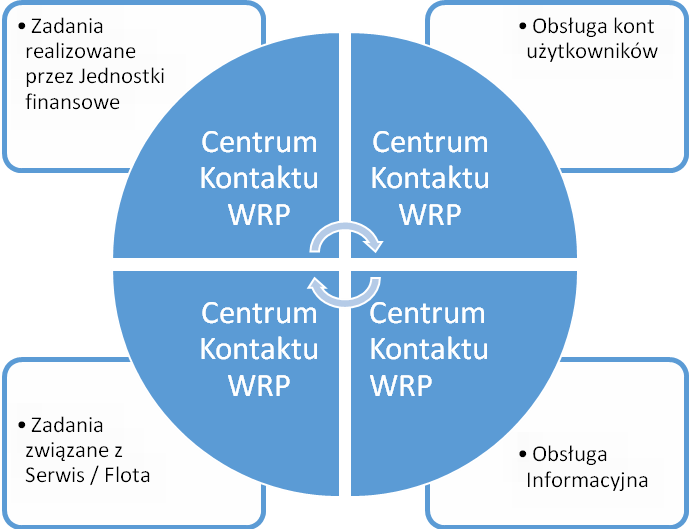 • Zadania
realizowane
przez Jednostki
finansowe
• Obsługa kont
użytkowników
Centrum
Kontaktu
WRP
Centrum
Kontaktu
WRP
Centrum
Kontaktu
WRP
Centrum
Kontaktu
WRP
• Zadania
związane z
Serwis / Flota
• Obsługa
Informacyjna